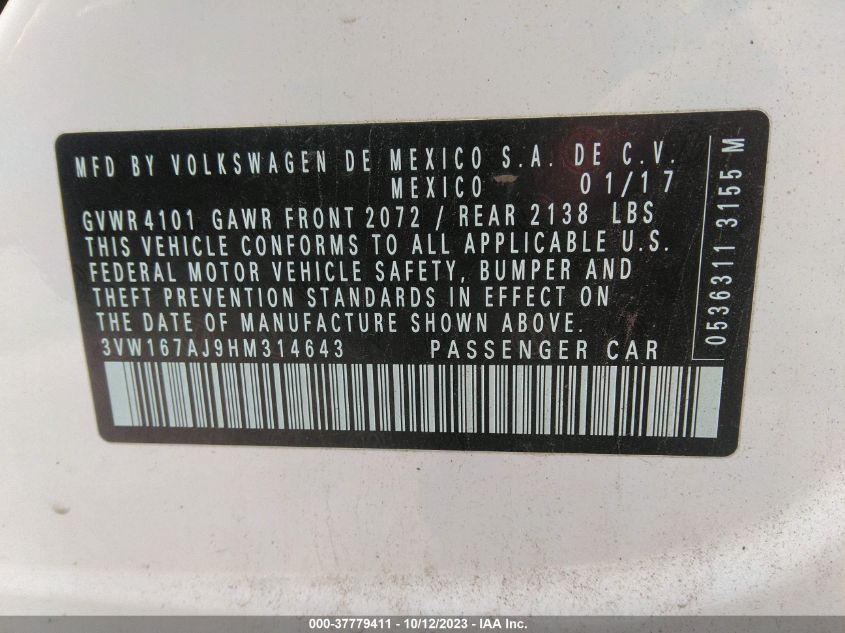 MFD BY VOLKSWAGEN DE MEXICO S.A. DE C.V.
MEXICO 01/17
GVWR 4101 GAWR FRONT 2072 / REAR 2138 LBS
THIS VEHICLE CONFORMS TO ALL APPLICABLE U.S.
FEDERAL MOTOR VEHICLE SAFETY, BUMPER AND
THEFT PREVENTION STANDARDS IN EFFECT ON
THE DATE OF MANUFACTURE SHOWN ABOVE.
3VW167AJ9HM314643 PASSENGER CAR
0536311 3155 M
000-37779411 - 10/12/2023 - IAA Inc.